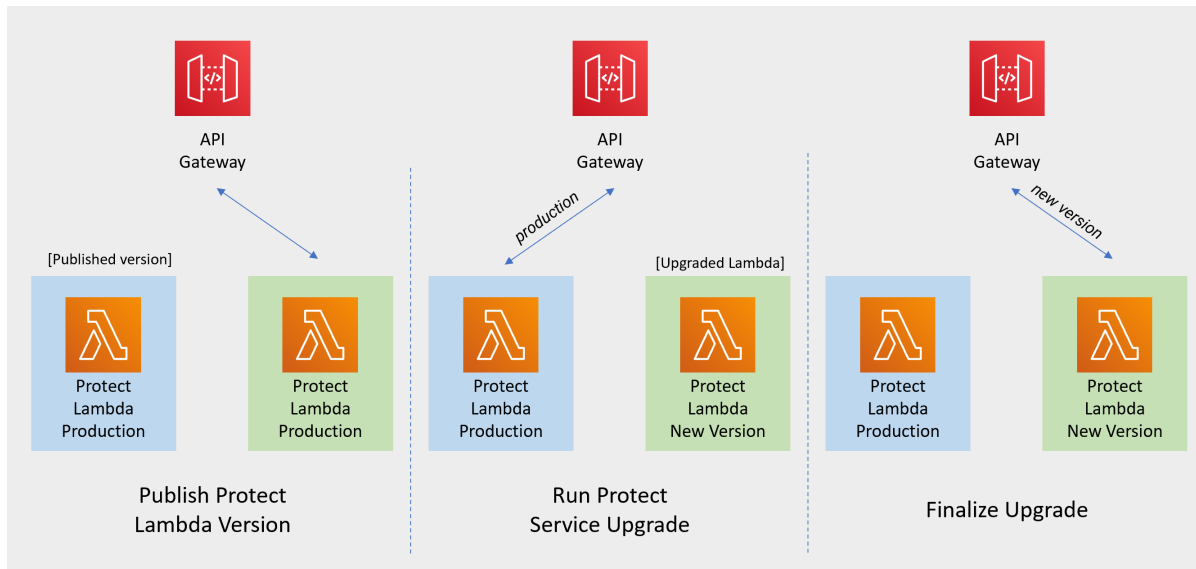 API
Gateway
[Published version]
Protect
Lambda
Production
Protect
Lambda
Production
Publish Protect
Lambda Version
API
Gateway
production
[Upgraded Lambda]
Protect
Lambda
Production
Protect
Lambda
New Version
Run Protect
Service Upgrade
API
Gateway
new version
Protect
Lambda
Production
Protect
Lambda
New Version
Finalize Upgrade